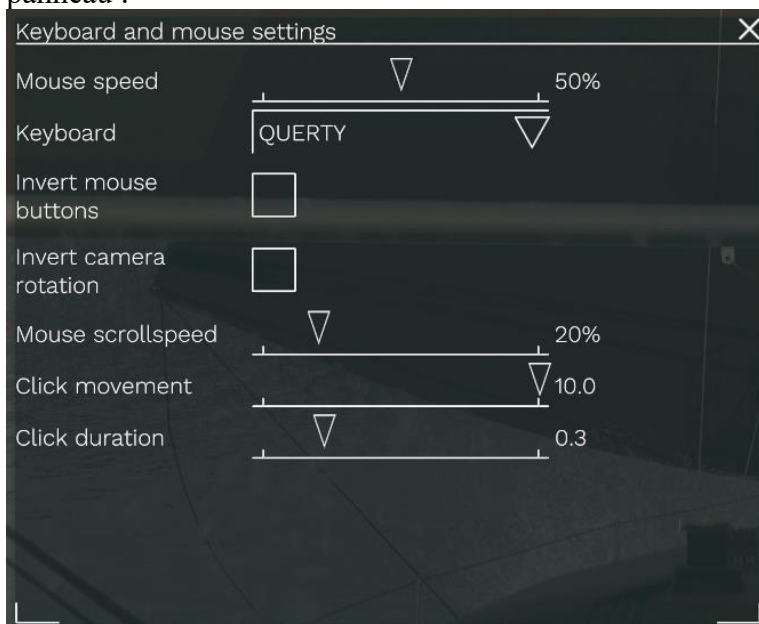 Keyboard and mouse settings
Mouse speed 50%
Keyboard QUERTY
Invert mouse
buttons
Invert camera
rotation
Mouse scrollspeed 20%
Click movement 10.0
Click duration 0.3